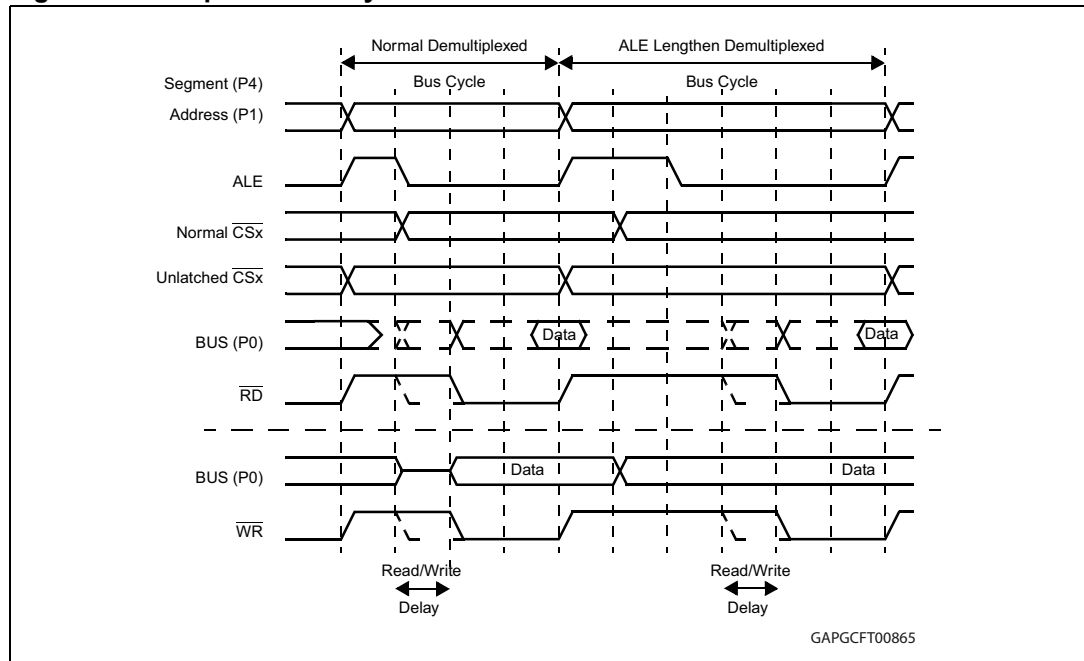 Normal Demultiplexed
ALE Lengthen Demultiplexed
Segment (P4)
Bus Cycle
Bus Cycle
Address (P1)
ALE
Normal CSx
Unlatched CSx
BUS (P0)
Data
Data
RD
BUS (P0)
Data
Data
WR
Read/Write
Read/Write
Delay
Delay
GAPGCFT00865